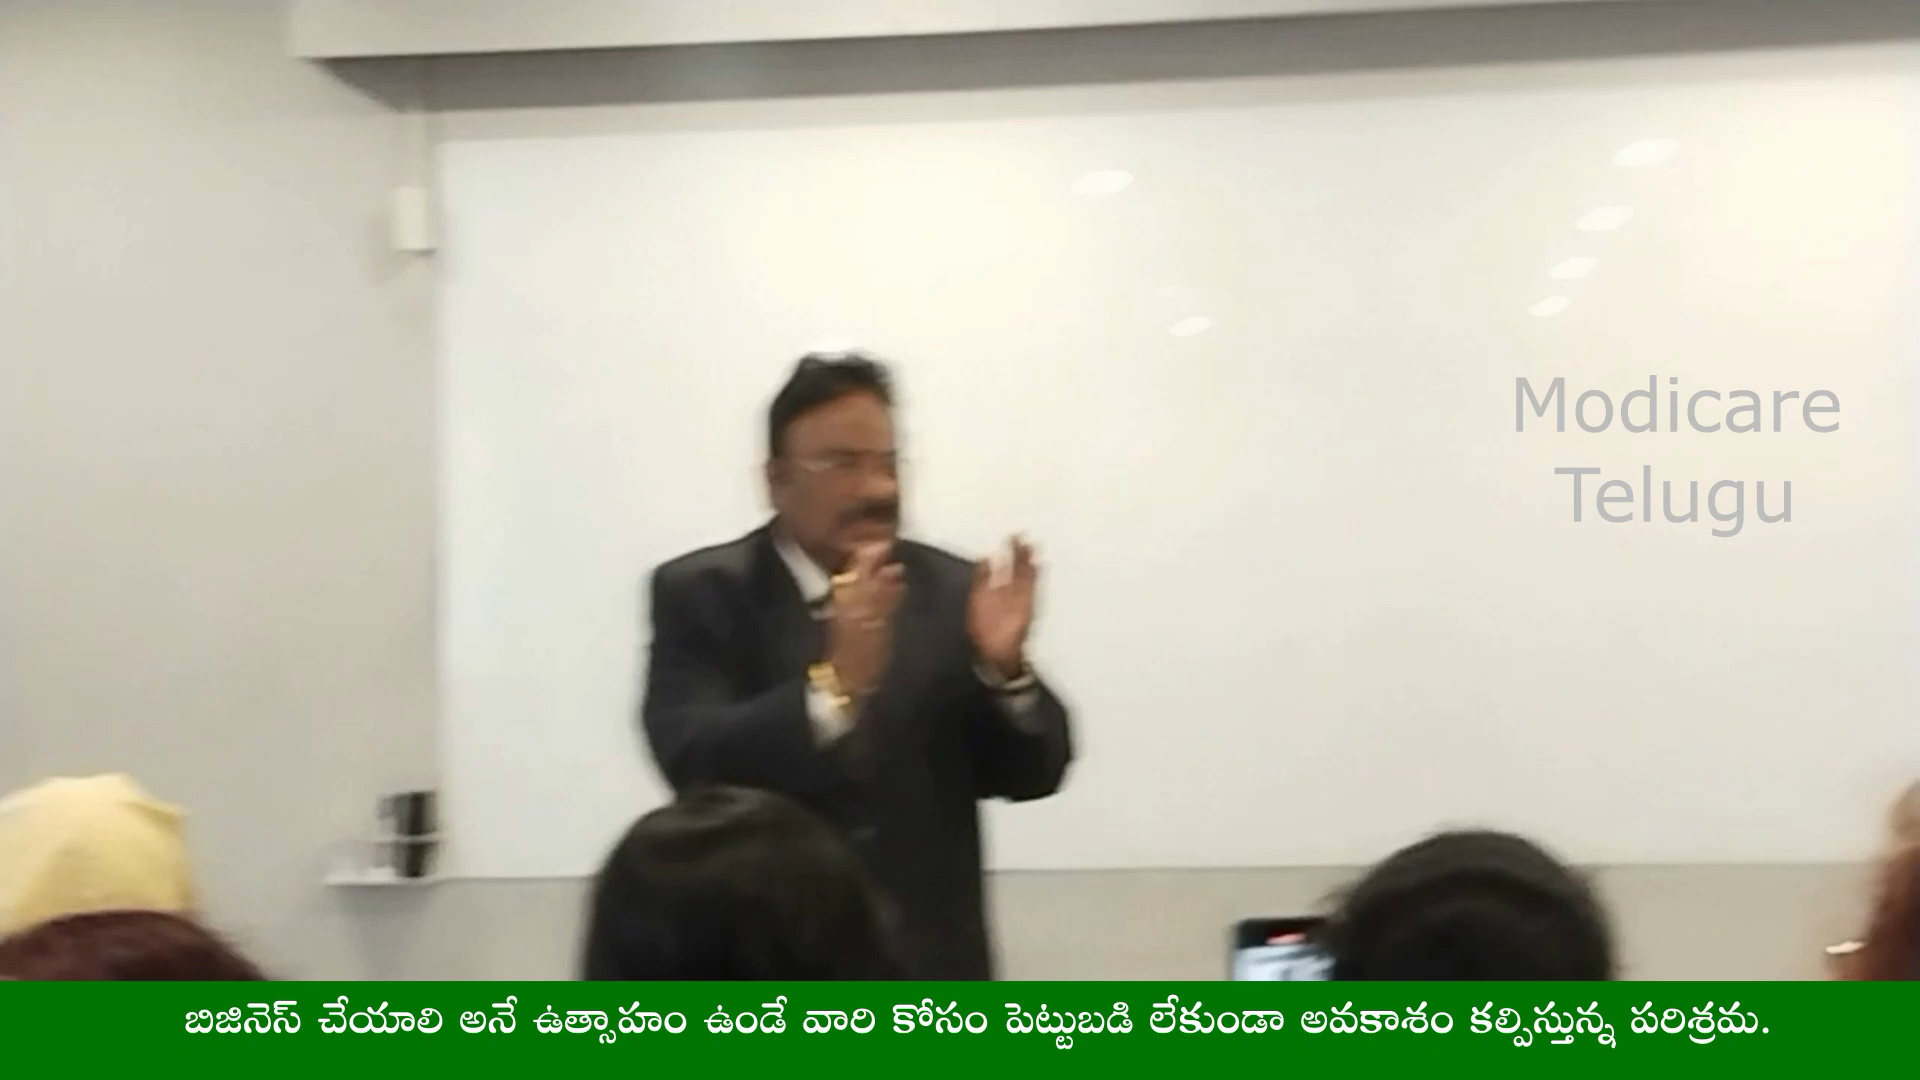 Modicare
Telugu
బిజినెస్ చేయాలి అనే ఉత్సాహం ఉండే వారి కోసం పెట్టుబడి లేకుండా అవకాశం కల్పిస్తున్న పరిశ్రమ.